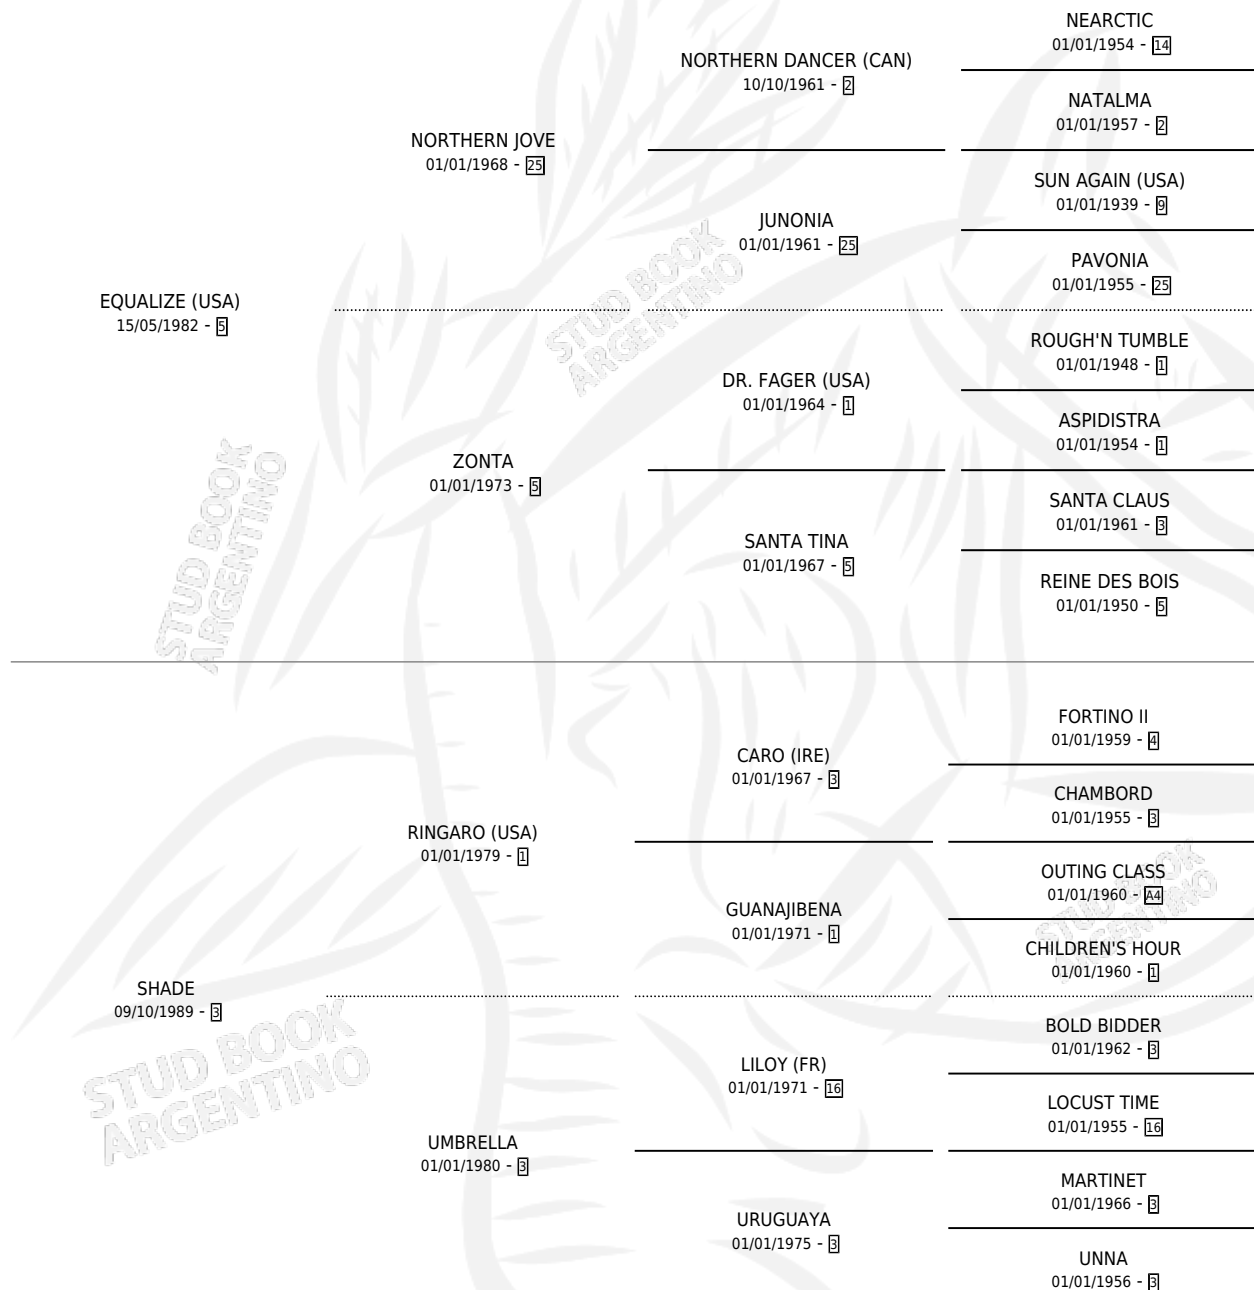 NEARCTIC
01/01/1954 - 14
NORTHERN DANCER (CAN)
10/10/1961 - 2
NATALMA
01/01/1957 - 2
NORTHERN JOVE
01/01/1968 - 25
SUN AGAIN (USA)
01/01/1939 - 9
JUNONIA
01/01/1961 - 25
PAVONIA
01/01/1955 - 25
EQUALIZE (USA)
15/05/1982 - 5
STUD BOOK
ARGENTINO
ROUGH'N TUMBLE
01/01/1948 - 1
DR. FAGER (USA)
01/01/1964 - 1
ASPIDISTRA
01/01/1954 - 1
ZONTA
01/01/1973 - 5
SANTA CLAUS
01/01/1961 - 3
SANTA TINA
01/01/1967 - 5
REINE DES BOIS
01/01/1950 - 5
STUD BOOK
ARGENTINO
FORTINO II
01/01/1959 - 4
CARO (IRE)
01/01/1967 - 3
CHAMBORD
01/01/1955 - 3
RINGARO (USA)
01/01/1979 - 1
OUTING CLASS
01/01/1960 - A4
STUD BOOK
ARGENTINO
GUANAJIBENA
01/01/1971 - 1
CHILDREN'S HOUR
01/01/1960 - 1
SHADE
09/10/1989 - 3
STUD BOOK
ARGENTINO
BOLD BIDDER
01/01/1962 - 3
LILOY (FR)
01/01/1971 - 16
LOCUST TIME
01/01/1955 - 16
UMBRELLA
01/01/1980 - 3
MARTINET
01/01/1966 - 3
URUGUAYA
01/01/1975 - 3
UNNA
01/01/1956 - 3